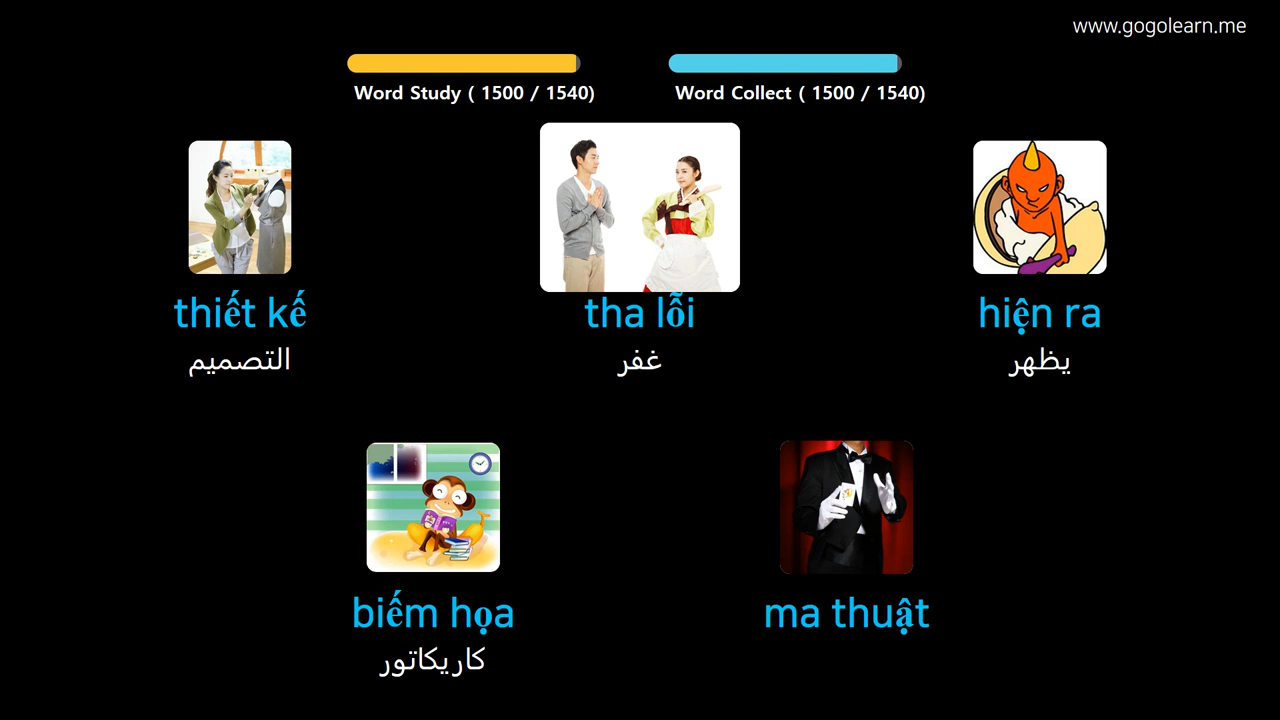 www.gogolearn.me
Word Study ( 1500 / 1540)
Word Collect ( 1500 / 1540)
thiết kế
التصميم
tha lỗi
غفر
hiện ra
يظهر
biếm họa
كاريكاتور
ma thuật